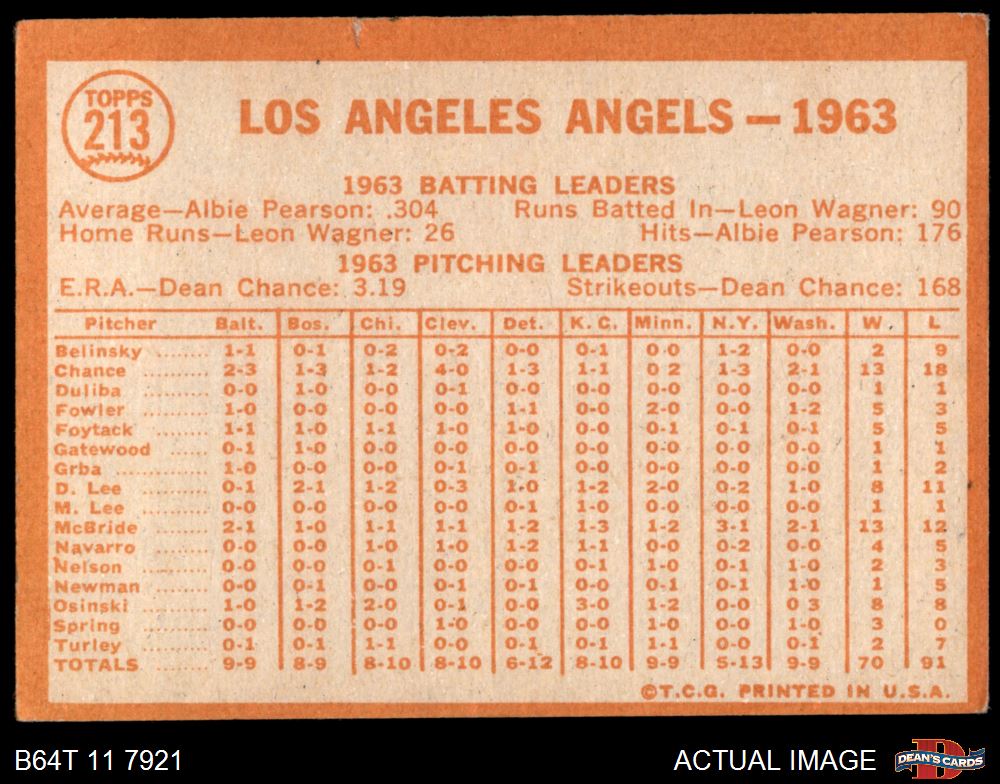 TOPPS
213
LOS ANGELES ANGELS — 1963
1963 BATTING LEADERS
Average—Albie Pearson: .304 Runs Batted In—Leon Wagner: 90
Home Runs—Leon Wagner: 26 Hits—Albie Pearson: 176
1963 PITCHING LEADERS
E.R.A.—Dean Chance: 3.19 Strikeouts—Dean Chance: 168
Pitcher Balt. Bos. Chi. Clev. Det. K. C. Minn. N.Y. Wash. W L
Belinsky ........ 1-1 0-1 0-2 0-2 0-0 0-1 0-0 1-2 0-0 2 9
Chance ........ 2-3 1-3 1-2 4-0 1-3 1-1 0 2 1-3 2-1 13 18
Duliba ........ 0-0 1-0 0-0 0-1 0-0 0-0 0-0 0-0 0-0 1 1
Fowler ........ 1-0 0-0 0-0 0-0 1-1 0-0 2-0 0-0 1-2 5 3
Foytack ........ 1-1 1-0 1-0 1-0 1-0 0-0 0-1 0-1 0-1 5 5
Gatewood ...... 0-1 1-0 0-0 0-0 0-0 0-0 0-0 0-0 0-0 1 1
Grba ........... 1-0 0-0 0-0 0-1 0-1 0-0 0-0 0-0 0-0 1 2
D. Lee ......... 0-1 2-1 1-2 0-3 1-0 1-2 2-0 0-2 1-0 8 11
M. Lee ......... 0-0 0-0 0-0 0-0 0-1 1-0 0-0 0-0 0-0 1 1
McBride ........ 2-1 1-0 1-1 1-1 1-2 1-3 1-2 3-1 2-1 13 12
Navarro ........ 0-0 0-0 1-0 1-0 1-2 1-1 0-0 0-2 0-0 4 5
Nelson ......... 0-0 0-0 0-1 0-0 0-0 0-1 1-0 0-1 1-0 2 3
Newman ........ 0-0 0-1 0-0 0-1 0-0 0-1 0-1 0-1 1-0 1 5
Osinski ........ 1-0 1-2 2-0 0-1 0-0 3-0 1-2 0-0 0 3 8 8
Spring ......... 0-0 0-0 0-0 1-0 0-0 0-0 1-0 0-0 1-0 3 0
Turley ......... 0-1 0-1 1-1 0-0 0-1 0-1 1-1 0-0 0-1 2 7
TOTALS 9-9 8-9 8-10 8-10 6-12 8-10 9-9 5-13 9-9 70 91
©T.C.G. PRINTED IN U.S.A.
B64T 11 7921 ACTUAL IMAGE DEAN'S CARDS